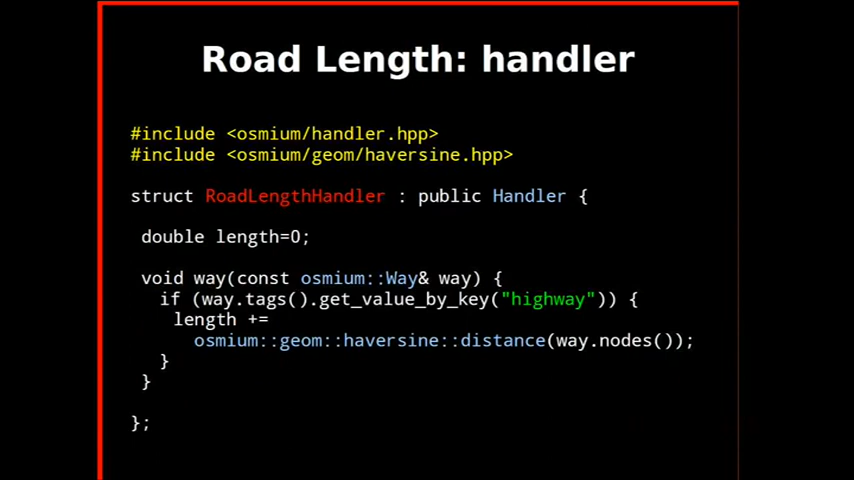 Road Length: handler
#include <osmium/handler.hpp>
#include <osmium/geom/haversine.hpp>
struct RoadLengthHandler : public Handler {
double length=0;
void way(const osmium::Way& way) {
if (way.tags().get_value_by_key("highway")) {
length +=
osmium::geom::haversine::distance(way.nodes());
}
}
};